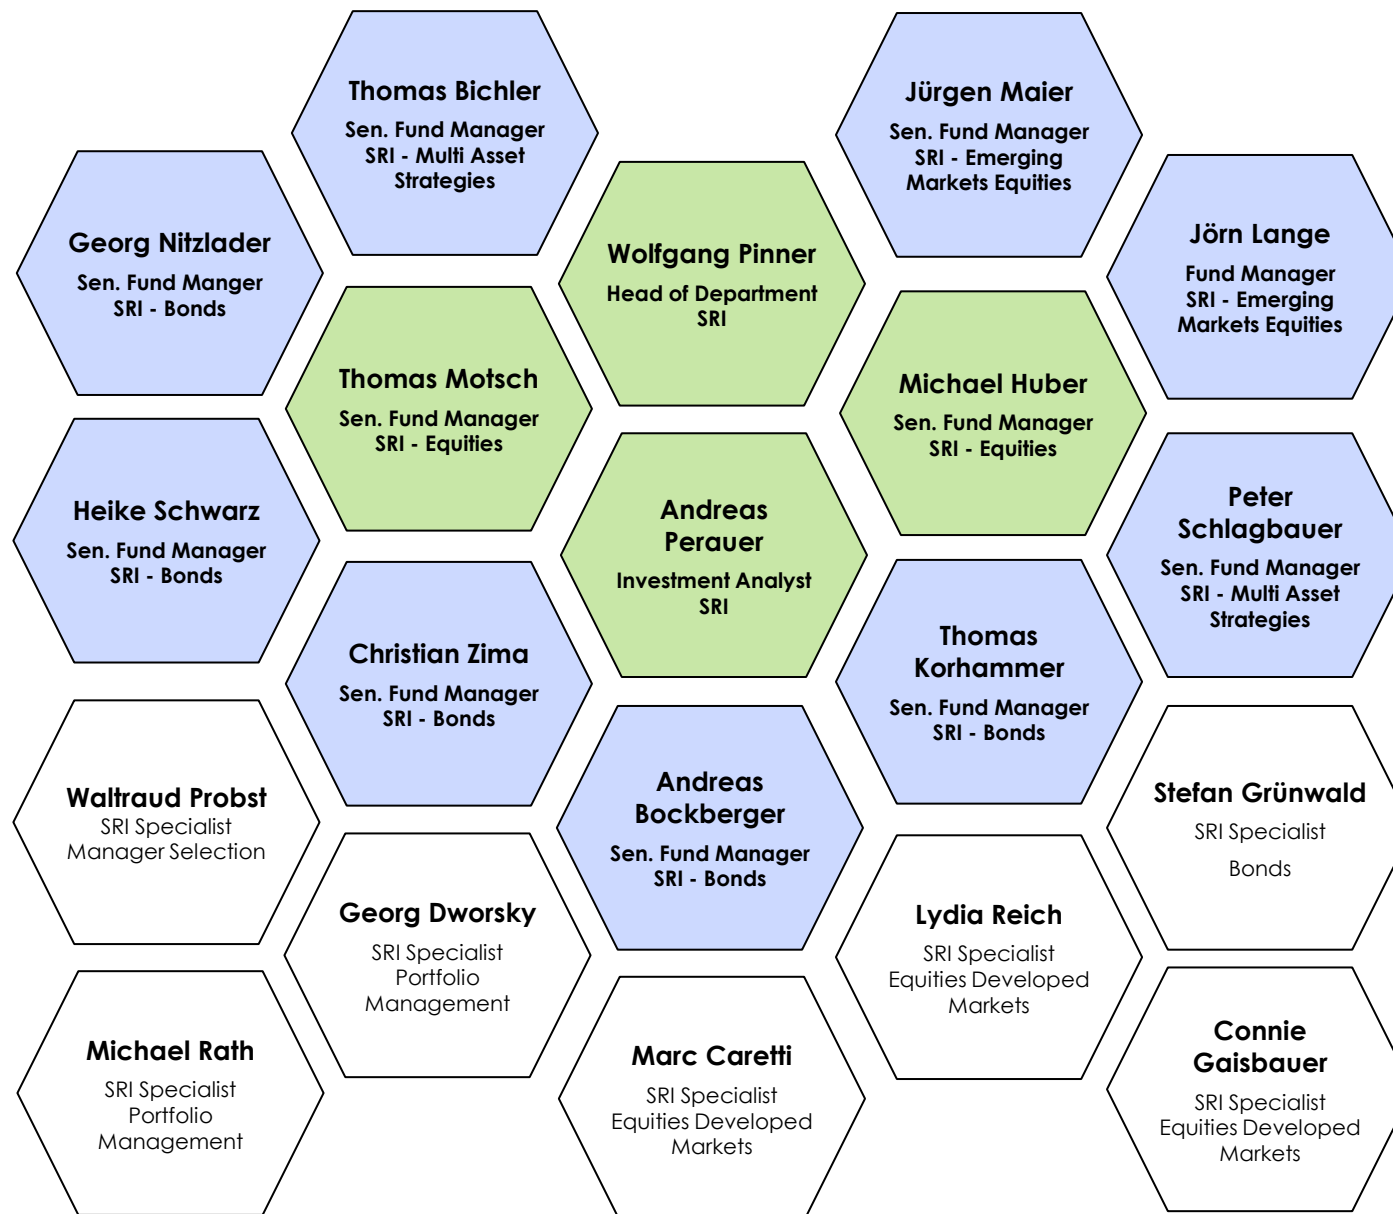 Thomas Bichler
Sen. Fund Manager
SRI - Multi Asset
Strategies
Jürgen Maier
Sen. Fund Manager
SRI - Emerging
Markets Equities
Georg Nitzlader
Sen. Fund Manger
SRI - Bonds
Wolfgang Pinner
Head of Department
SRI
Jörn Lange
Fund Manager
SRI - Emerging
Markets Equities
Thomas Motsch
Sen. Fund Manager
SRI - Equities
Michael Huber
Sen. Fund Manager
SRI - Equities
Heike Schwarz
Sen. Fund Manager
SRI - Bonds
Andreas
Perauer
Investment Analyst
SRI
Peter
Schlagbauer
Sen. Fund Manager
SRI - Multi Asset
Strategies
Christian Zima
Sen. Fund Manager
SRI - Bonds
Thomas
Korhammer
Sen. Fund Manager
SRI - Bonds
Waltraud Probst
SRI Specialist
Manager Selection
Andreas
Bockberger
Sen. Fund Manager
SRI - Bonds
Stefan Grünwald
SRI Specialist
Bonds
Georg Dworsky
SRI Specialist
Portfolio
Management
Lydia Reich
SRI Specialist
Equities Developed
Markets
Michael Rath
SRI Specialist
Portfolio
Management
Marc Caretti
SRI Specialist
Equities Developed
Markets
Connie
Gaisbauer
SRI Specialist
Equities Developed
Markets